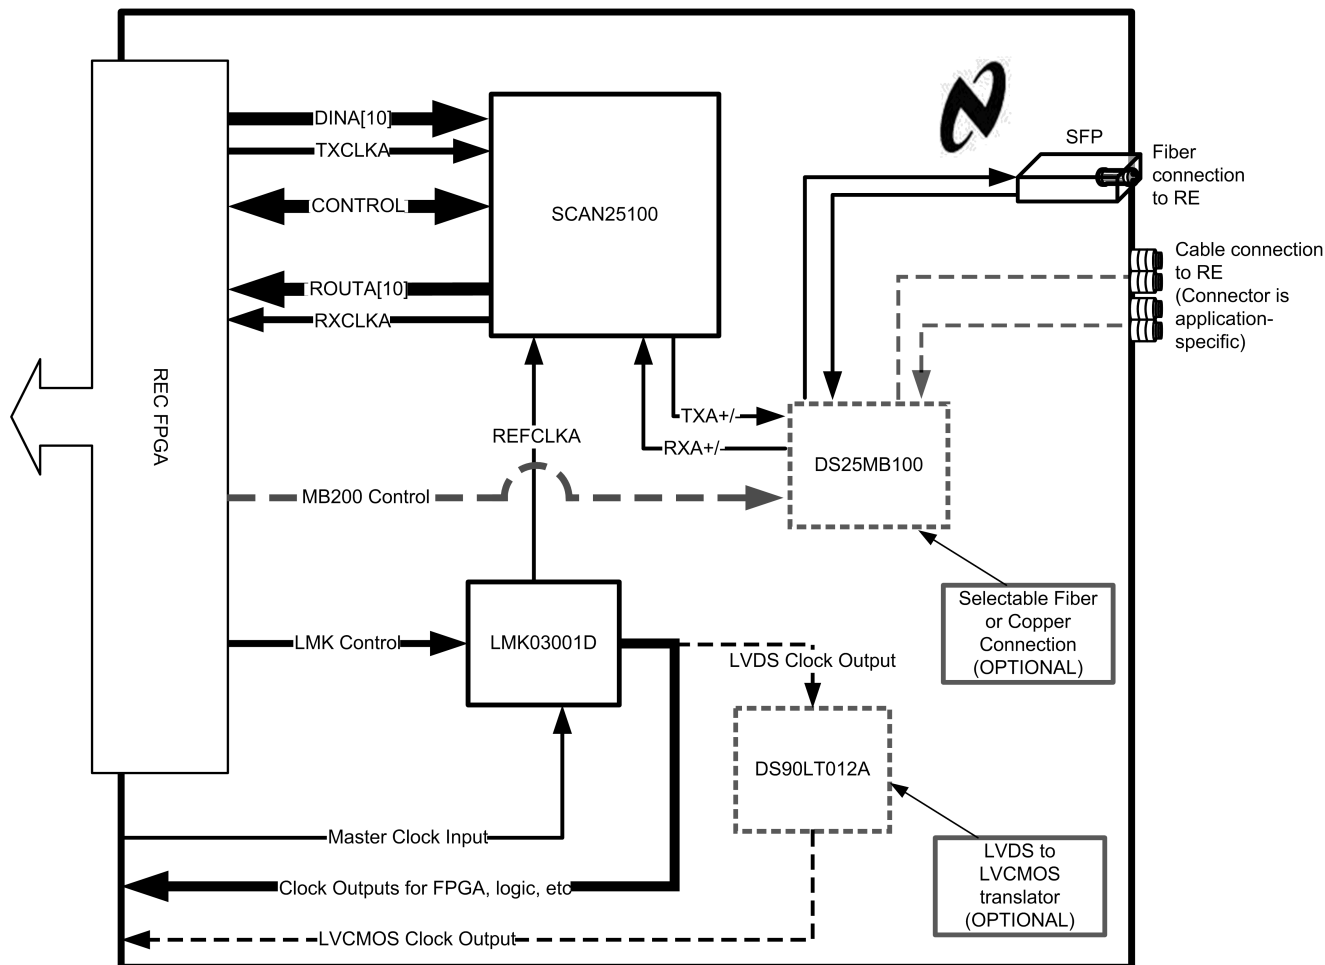 DINA[10]
TXCLKA
CONTROL
ROUTA[10]
RXCLKA
SCAN25100
SFP
Fiber
connection
to RE
Cable connection
to RE
(Connector is
application-
specific)
REC FPGA
REFCLKA
TXA+/-
RXA+/-
DS25MB100
MB200 Control
Selectable Fiber
or Copper
Connection
(OPTIONAL)
LMK Control
LMK03001D
LVDS Clock Output
DS90LT012A
Master Clock Input
LVDS to
LVCMOS
translator
(OPTIONAL)
Clock Outputs for FPGA, logic, etc
LVCMOS Clock Output